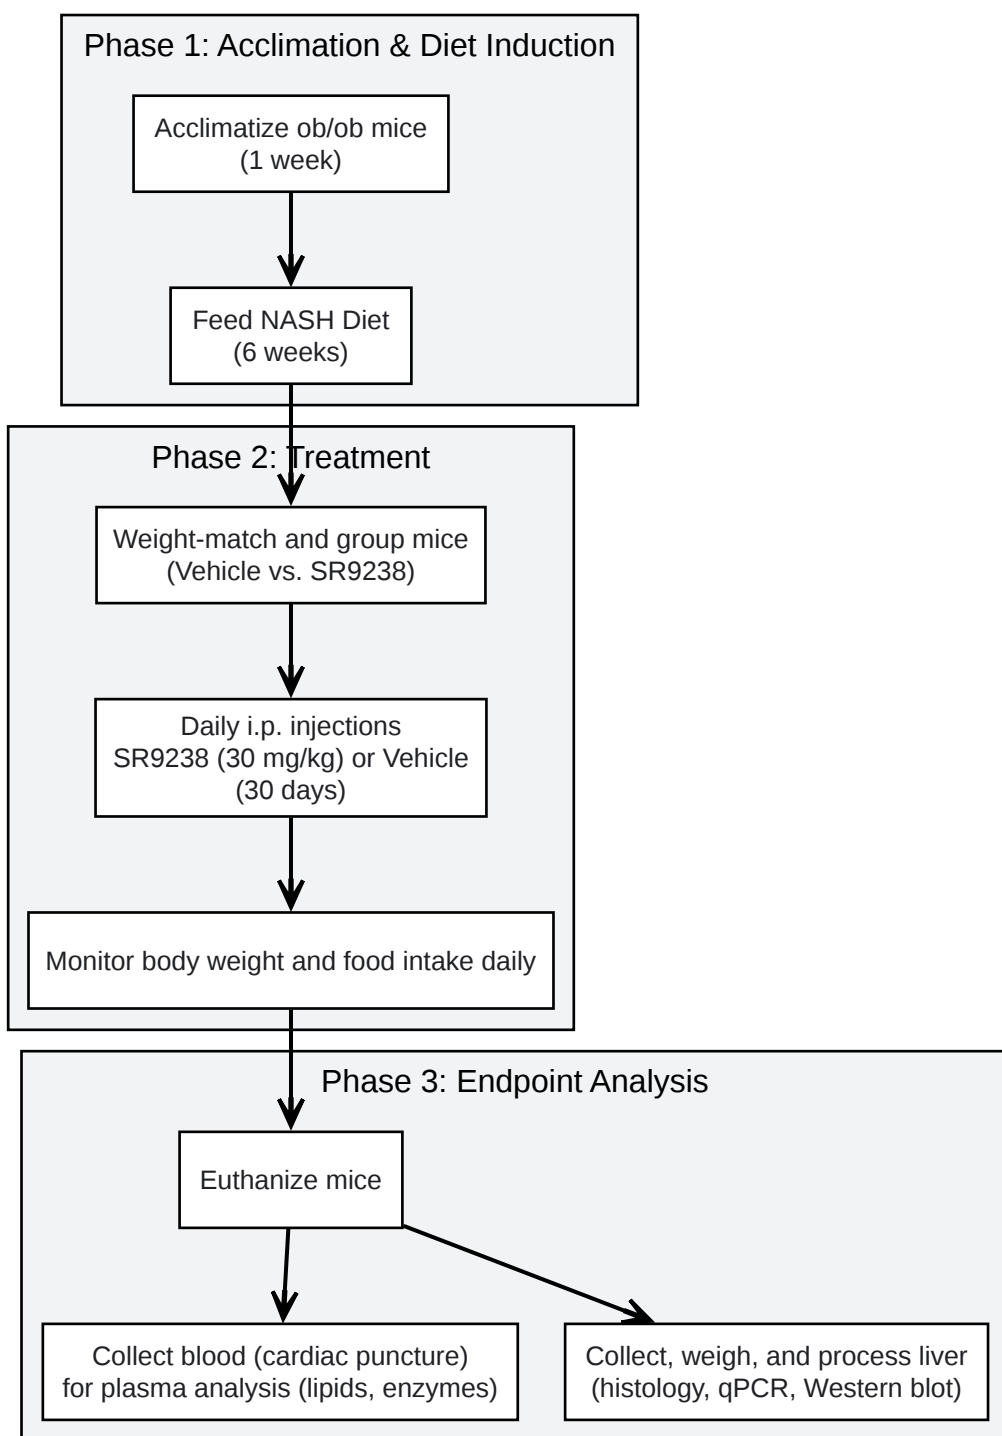 Phase 1: Acclimation & Diet Induction
Acclimatize ob/ob mice
(1 week)
Feed NASH Diet
(6 weeks)
Phase 2: Treatment
Weight-match and group mice
(Vehicle vs. SR9238)
Daily i.p. injections
SR9238 (30 mg/kg) or Vehicle
(30 days)
Monitor body weight and food intake daily
Phase 3: Endpoint Analysis
Euthanize mice
Collect blood (cardiac puncture)
for plasma analysis (lipids, enzymes)
Collect, weigh, and process liver
(histology, qPCR, Western blot)